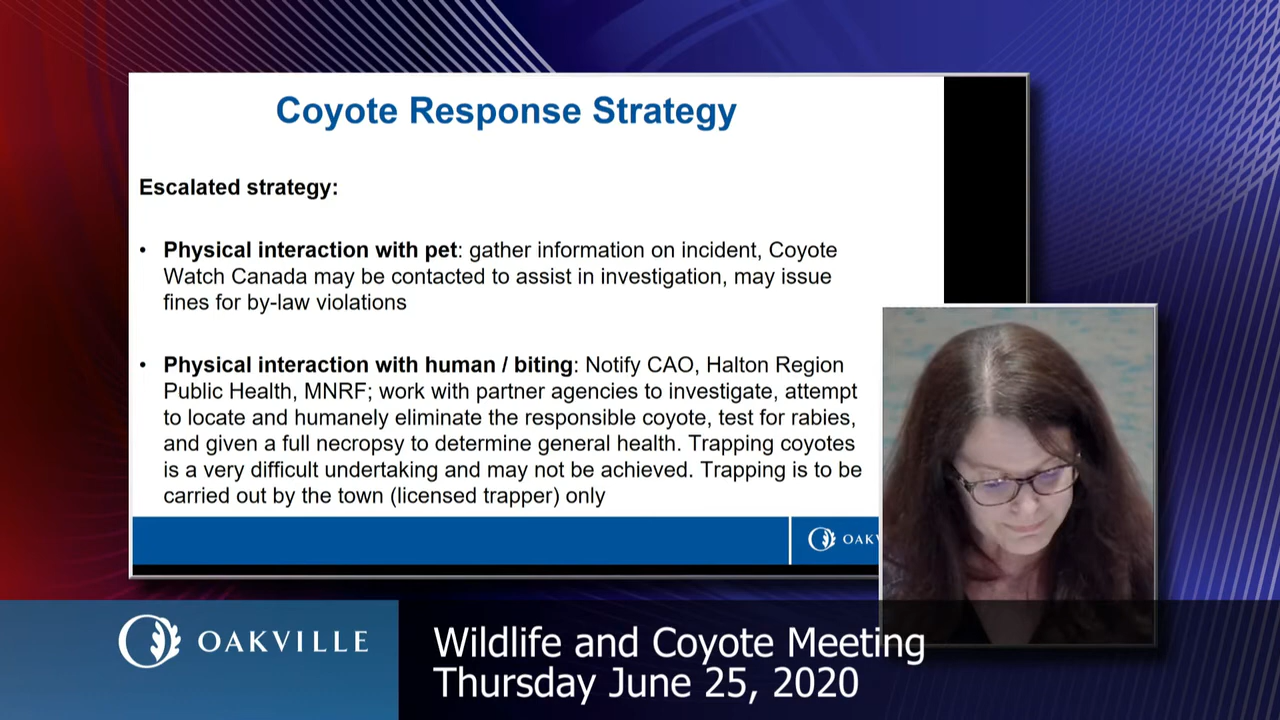 Coyote Response Strategy
Escalated strategy:
• Physical interaction with pet: gather information on incident, Coyote
Watch Canada may be contacted to assist in investigation, may issue
fines for by-law violations
• Physical interaction with human / biting: Notify CAO, Halton Region
Public Health, MNRF; work with partner agencies to investigate, attempt
to locate and humanely eliminate the responsible coyote, test for rabies,
and given a full necropsy to determine general health. Trapping coyotes
is a very difficult undertaking and may not be achieved. Trapping is to be
carried out by the town (licensed trapper) only
OAKV
OAKVILLE
Wildlife and Coyote Meeting
Thursday June 25, 2020